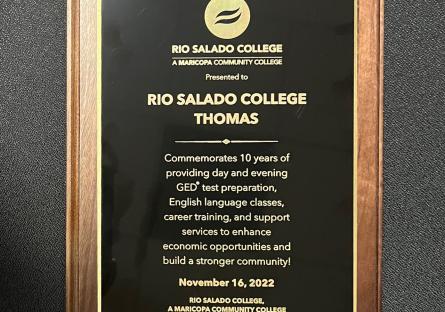 RIO SALADO COLLEGE
A MARICOPA COMMUNITY COLLEGE
Presented to
RIO SALADO COLLEGE
THOMAS
Commemorates 10 years of
providing day and evening
GED® test preparation,
English language classes,
career training, and support
services to enhance
economic opportunities and
build a stronger community!
November 16, 2022
RIO SALADO COLLEGE,
A MARICOPA COMMUNITY COLLEGE